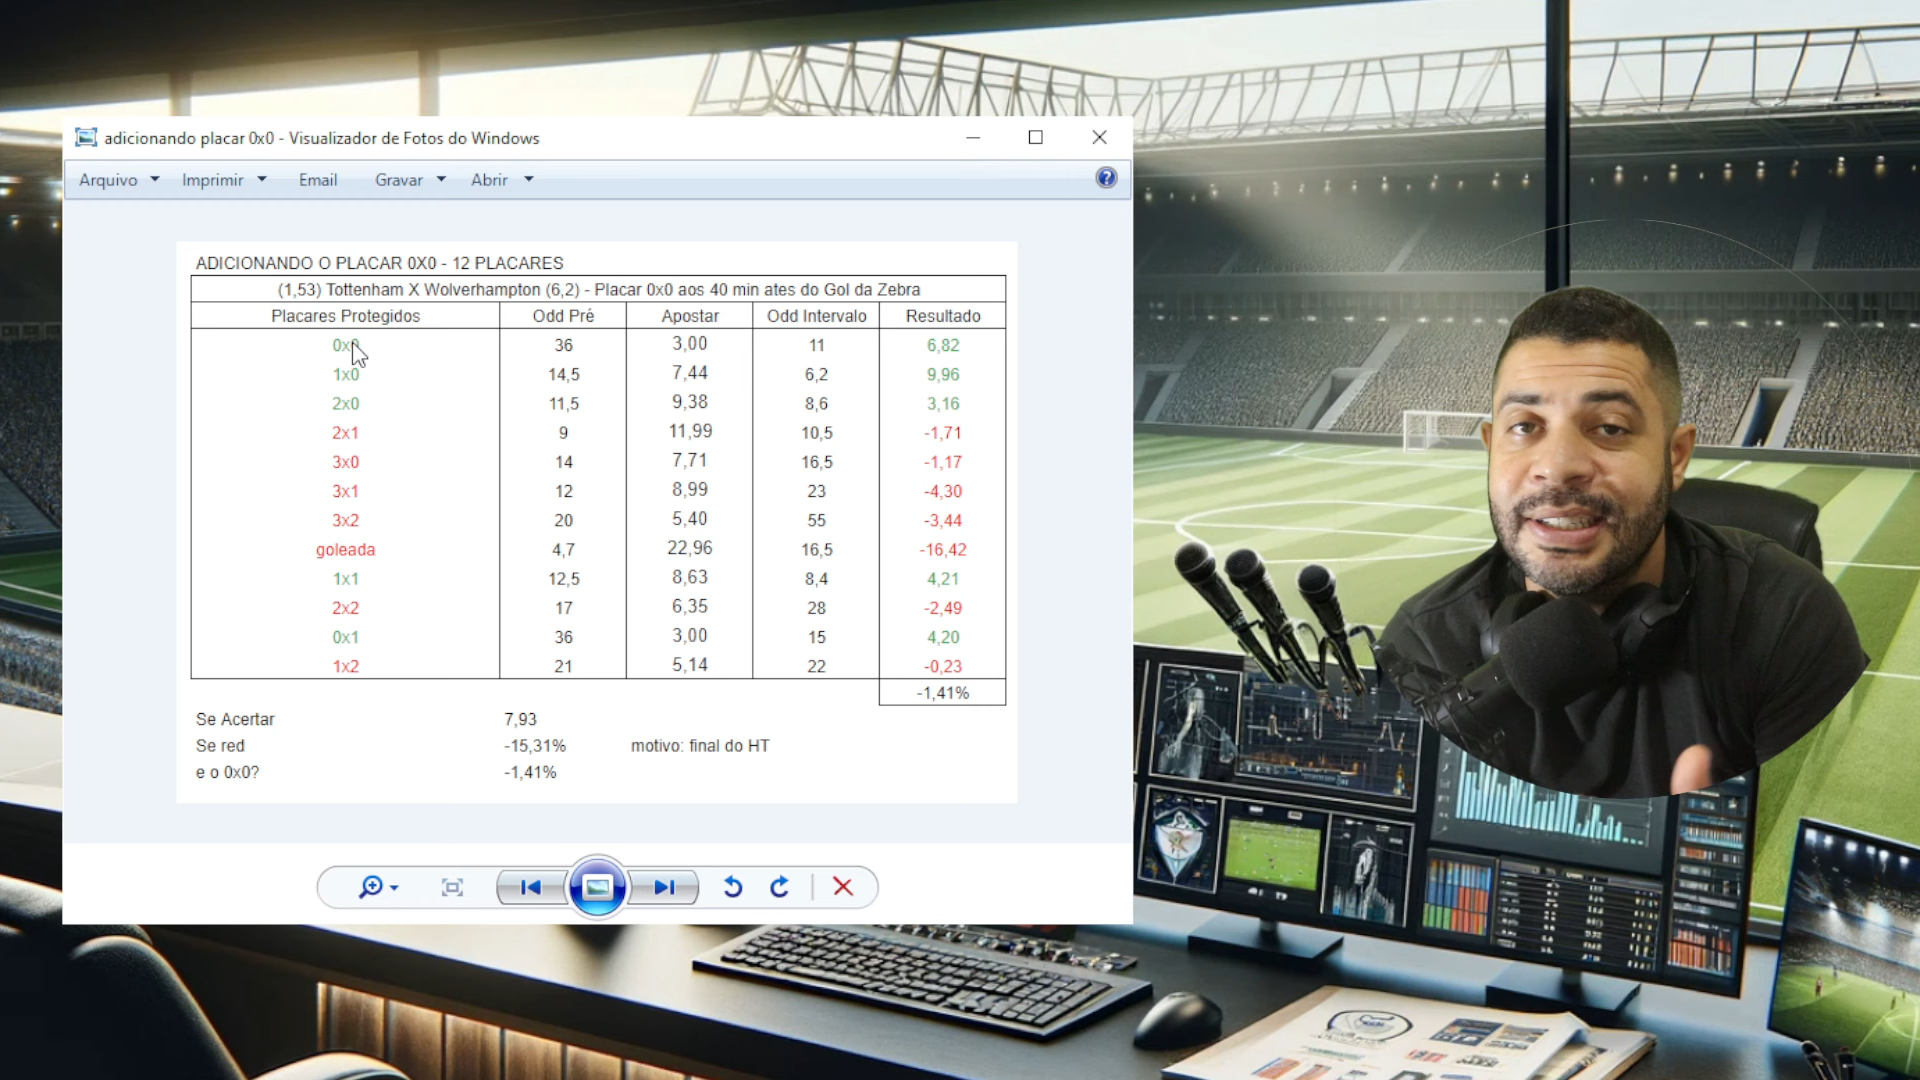 adicionando placar 0x0 - Visualizador de Fotos do Windows
Arquivo Imprimir Email Gravar Abrir
ADICIONANDO O PLACAR 0X0 - 12 PLACARES
(1,53) Tottenham X Wolverhampton (6,2) - Placar 0x0 aos 40 min ates do Gol da Zebra
Placares Protegidos Odd Pré Apostar Odd Intervalo Resultado
0x0 36 3,00 11 6,82
1x0 14,5 7,44 6,2 9,96
2x0 11,5 9,38 8,6 3,16
2x1 9 11,99 10,5 -1,71
3x0 14 7,71 16,5 -1,17
3x1 12 8,99 23 -4,30
3x2 20 5,40 55 -3,44
goleada 4,7 22,96 16,5 -16,42
1x1 12,5 8,63 8,4 4,21
2x2 17 6,35 28 -2,49
0x1 36 3,00 15 4,20
1x2 21 5,14 22 -0,23
-1,41%
Se Acertar 7,93
Se red -15,31% motivo: final do HT
e o 0x0? -1,41%